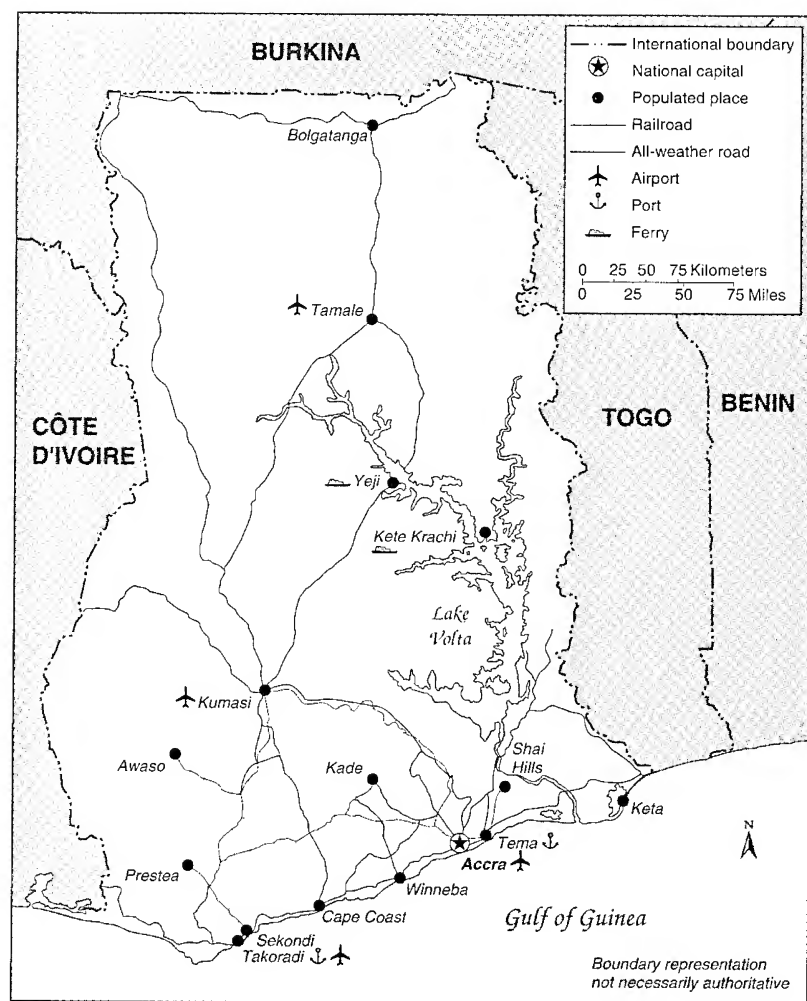 BURKINA
International boundary
National capital
Populated place
Railroad
All-weather road
Airport
Port
Ferry
0 25 50 75 Kilometers
0 25 50 75 Miles
Bolgatanga
Tamale
CÔTE
D'IVOIRE
TOGO
BENIN
Yeji
Kete Krachi
Lake
Volta
Kumasi
Awaso
Kade
Shai
Hills
Keta
Tema
Accra
N
Prestea
Winneba
Cape Coast
Sekondi
Takoradi
Gulf of Guinea
Boundary representation
not necessarily authoritative